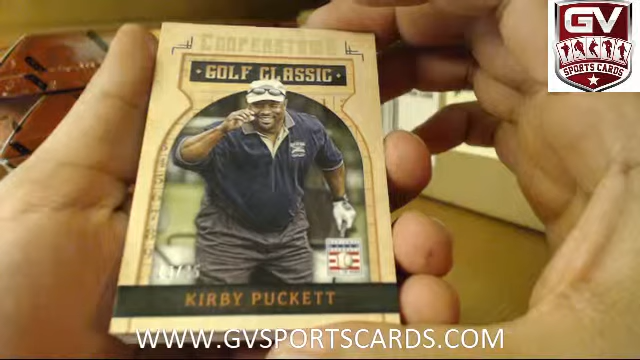 GV
SPORTS CARDS
COOPERSTOWN
GOLF CLASSIC
KIRBY PUCKETT
WWW.GVSPORTSCARDS.COM